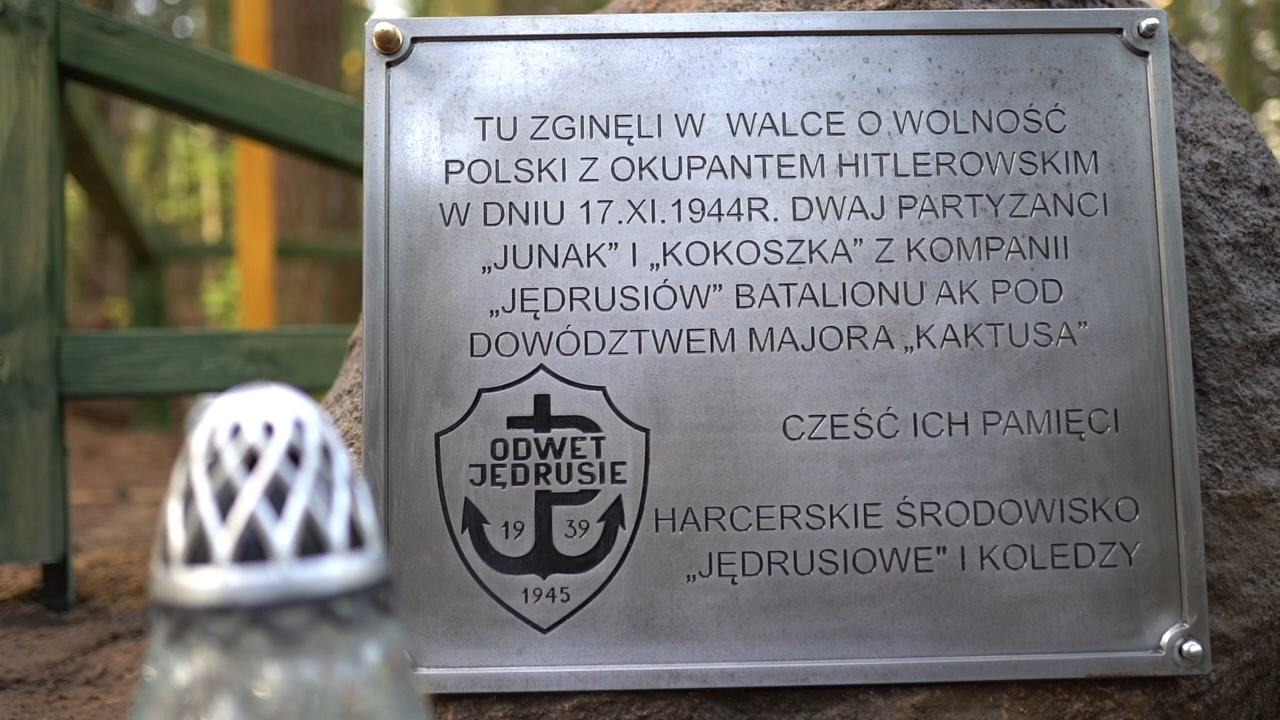 TU ZGINĘLI W WALCE O WOLNOŚĆ
POLSKI Z OKUPANTEM HITLEROWSKIM
W DNIU 17.XI.1944R. DWAJ PARTYZANCI
„JUNAK” I „KOKOSZKA” Z KOMPANII
„JĘDRUSIÓW” BATALIONU AK POD
DOWÓDZTWEM MAJORA „KAKTUSA”
CZEŚĆ ICH PAMIĘCI
ODWET
JĘDRUSIE
19 39
1945
HARCERSKIE ŚRODOWISKO
„JĘDRUSIOWE" I KOLEDZY